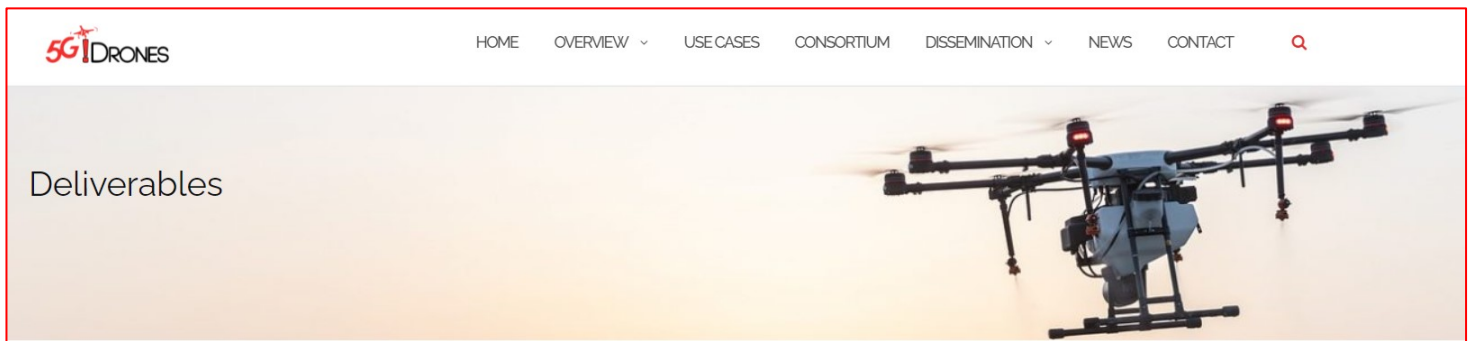 5G!DRONES
HOME OVERVIEW USE CASES CONSORTIUM DISSEMINATION NEWS CONTACT
Deliverables